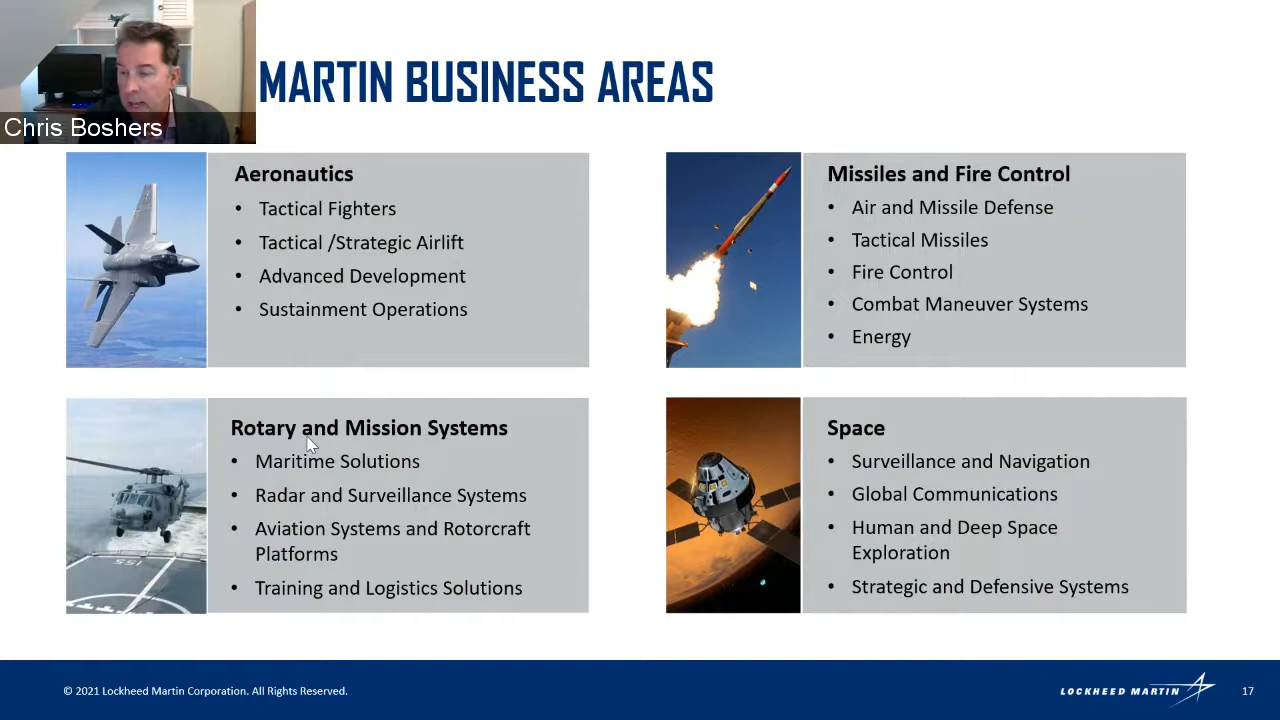 Chris Boshers
MARTIN BUSINESS AREAS
Aeronautics
• Tactical Fighters
• Tactical /Strategic Airlift
• Advanced Development
• Sustainment Operations
Missiles and Fire Control
• Air and Missile Defense
• Tactical Missiles
• Fire Control
• Combat Maneuver Systems
• Energy
Rotary and Mission Systems
• Maritime Solutions
• Radar and Surveillance Systems
• Aviation Systems and Rotorcraft
Platforms
• Training and Logistics Solutions
155
Space
• Surveillance and Navigation
• Global Communications
• Human and Deep Space
Exploration
• Strategic and Defensive Systems
© 2021 Lockheed Martin Corporation. All Rights Reserved.
LOCKHEED MARTIN
17